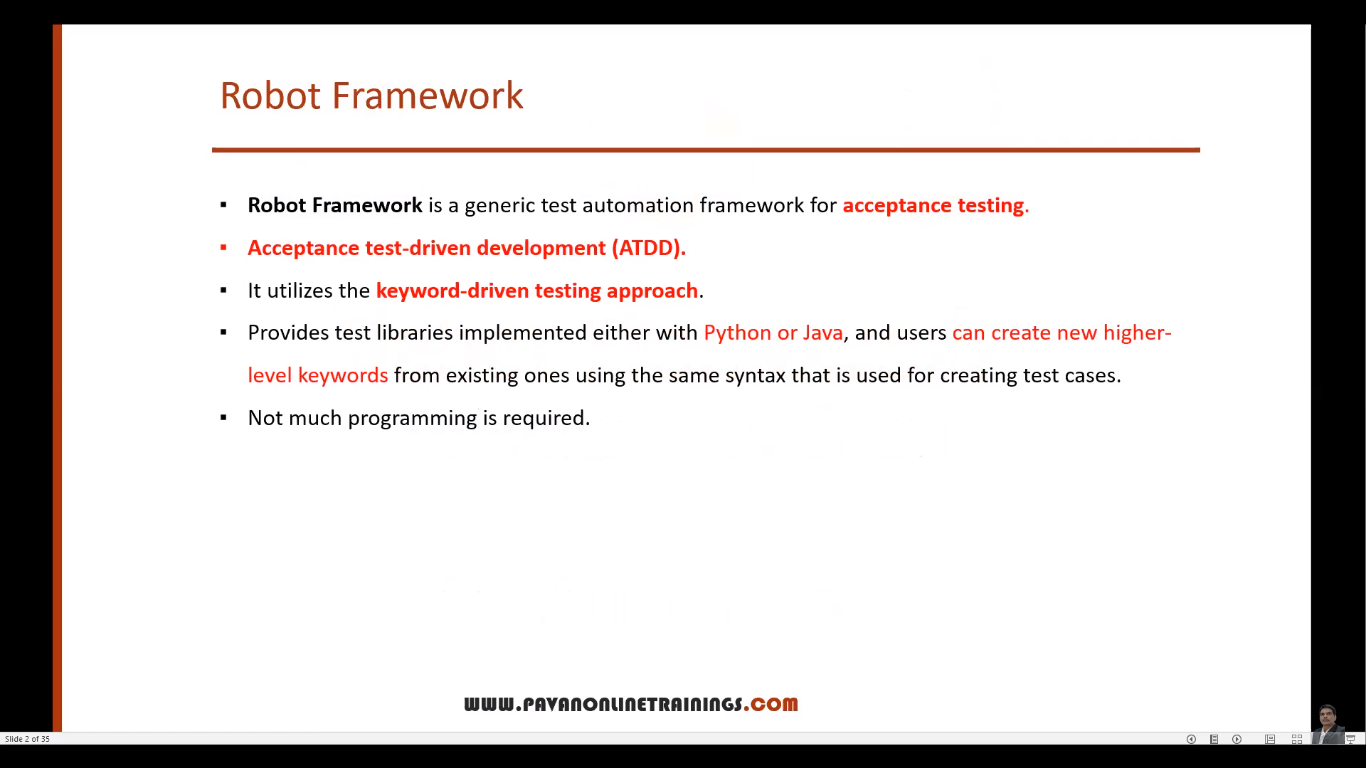 Robot Framework
▪ Robot Framework is a generic test automation framework for acceptance testing.
▪ Acceptance test-driven development (ATDD).
▪ It utilizes the keyword-driven testing approach.
▪ Provides test libraries implemented either with Python or Java, and users can create new higher-
level keywords from existing ones using the same syntax that is used for creating test cases.
▪ Not much programming is required.
WWW.PAVANONLINETRAININGS.COM
Slide 2 of 35